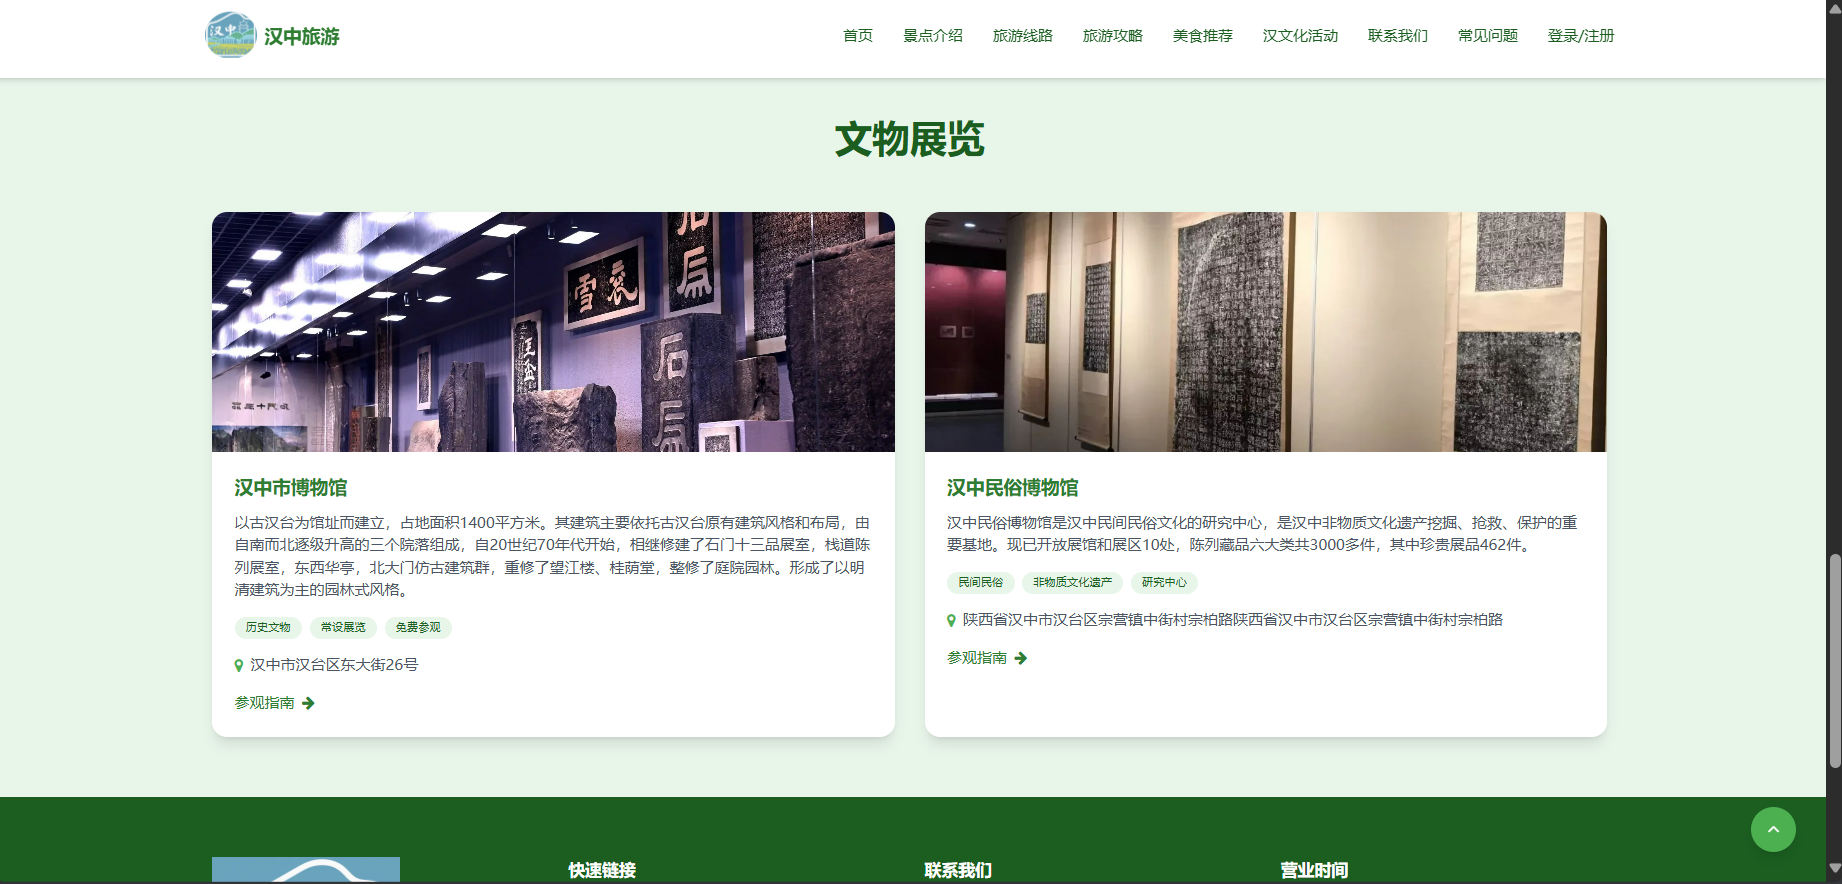 汉中
汉中旅游
首页
景点介绍
旅游线路
旅游攻略
美食推荐
汉文化活动
联系我们
常见问题
登录/注册
文物展览
石
雪
衮
王
盆
石
汉中市博物馆
以古汉台为馆址而建立，占地面积1400平方米。其建筑主要依托古汉台原有建筑风格和布局，由
自南而北逐级升高的三个院落组成，自20世纪70年代开始，相继修建了石门十三品展室，栈道陈
列展室，东西华亭，北大门仿古建筑群，重修了望江楼、桂荫堂，整修了庭院园林。形成了以明
清建筑为主的园林式风格。
历史文物
常设展览
免费参观
汉中市汉台区东大街26号
参观指南
汉中民俗博物馆
汉中民俗博物馆是汉中民间民俗文化的研究中心，是汉中非物质文化遗产挖掘、抢救、保护的重
要基地。现已开放展馆和展区10处，陈列藏品六大类共3000多件，其中珍贵展品462件。
民间民俗
非物质文化遗产
研究中心
陕西省汉中市汉台区宗营镇中街村宗柏路陕西省汉中市汉台区宗营镇中街村宗柏路
参观指南
快速链接
联系我们
营业时间